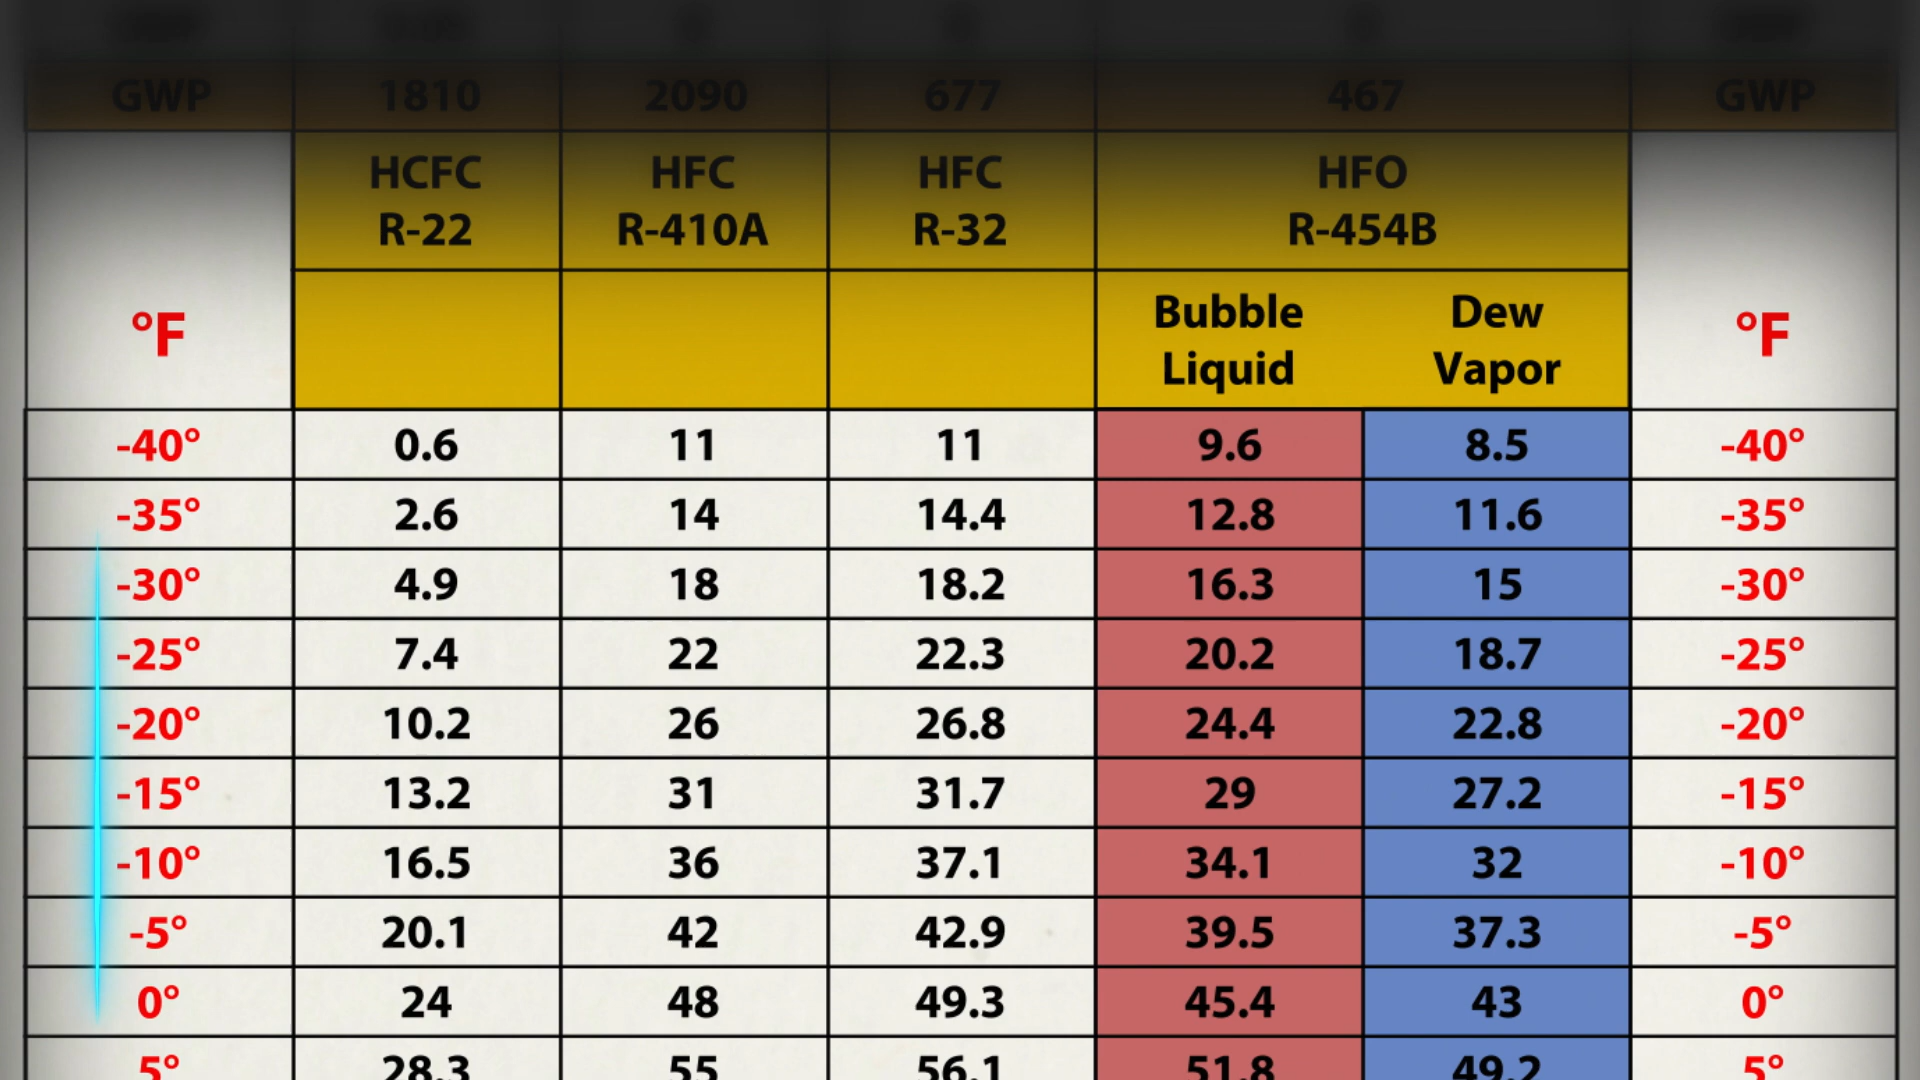 GWP 1810 2090 677 467 GWP
HCFC HFC HFC HFO
R-22 R-410A R-32 R-454B
°F Bubble Dew °F
Liquid Vapor
-40° 0.6 11 11 9.6 8.5 -40°
-35° 2.6 14 14.4 12.8 11.6 -35°
-30° 4.9 18 18.2 16.3 15 -30°
-25° 7.4 22 22.3 20.2 18.7 -25°
-20° 10.2 26 26.8 24.4 22.8 -20°
-15° 13.2 31 31.7 29 27.2 -15°
-10° 16.5 36 37.1 34.1 32 -10°
-5° 20.1 42 42.9 39.5 37.3 -5°
0° 24 48 49.3 45.4 43 0°
5° 28.3 55 56.1 51.8 49.2 5°